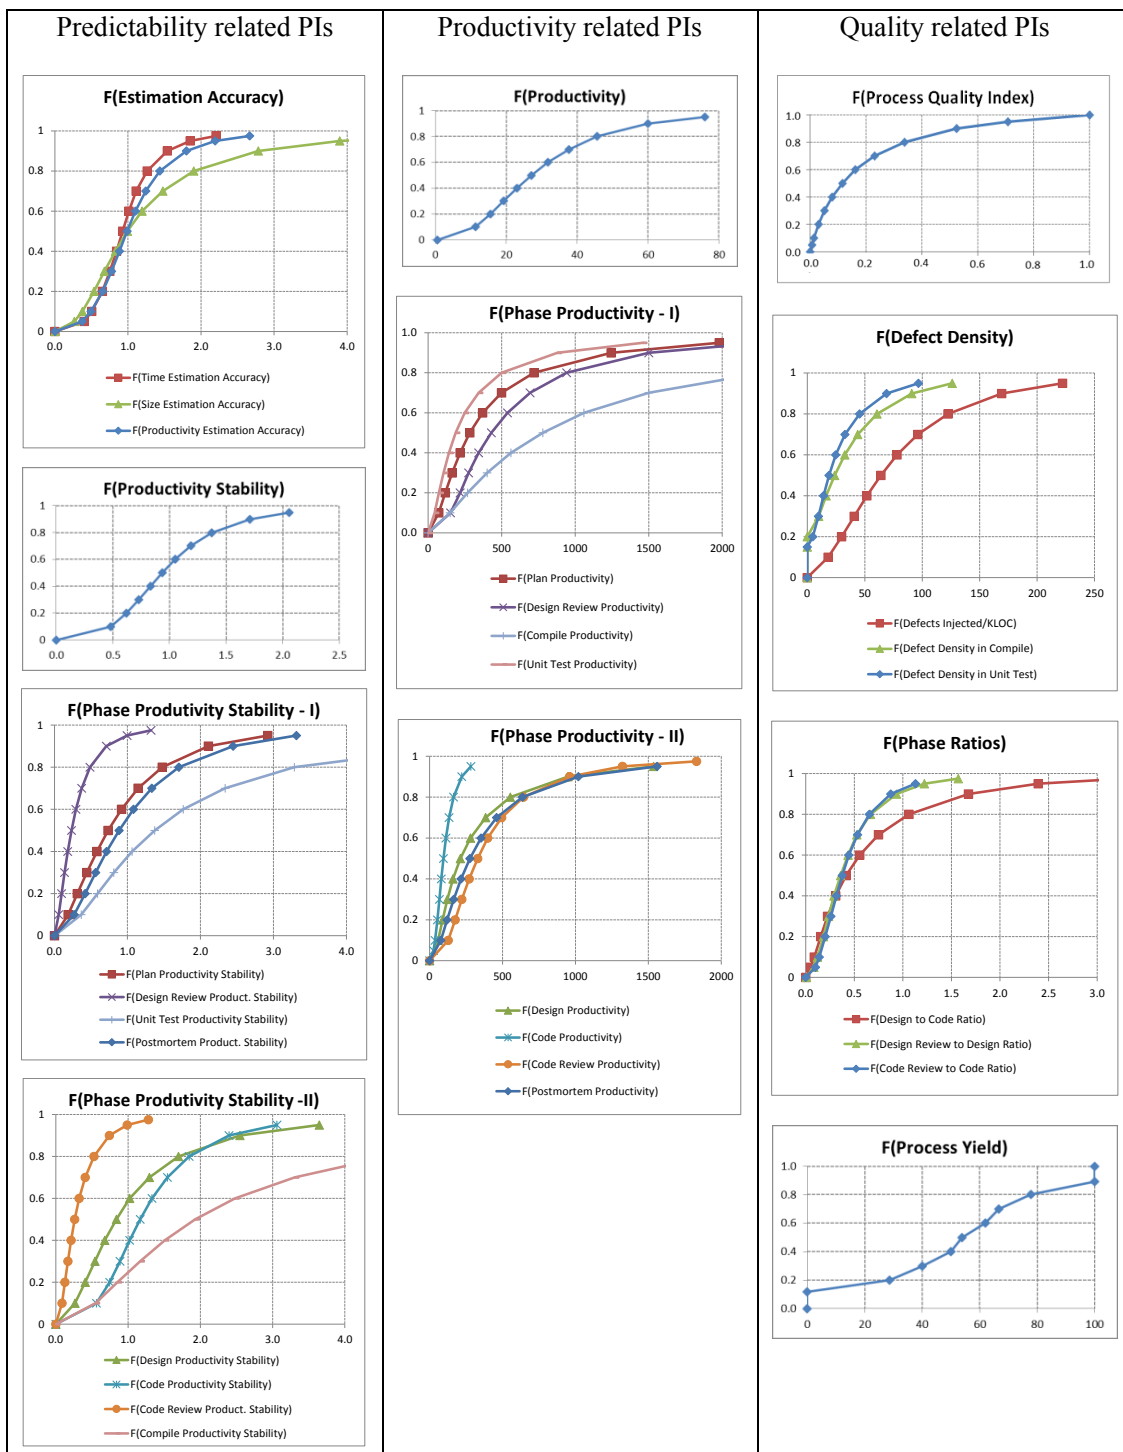 Predictability related PIs
F(Estimation Accuracy)
1
0.8
0.6
0.4
0.2
0
0.0 1.0 2.0 3.0 4.0
F(Time Estimation Accuracy)
F(Size Estimation Accuracy)
F(Productivity Estimation Accuracy)
F(Productivity Stability)
1
0.8
0.6
0.4
0.2
0
0.0 0.5 1.0 1.5 2.0 2.5
F(Phase Produtivity Stability - I)
1
0.8
0.6
0.4
0.2
0
0.0 1.0 2.0 3.0 4.0
F(Plan Productivity Stability)
F(Design Review Product. Stability)
F(Unit Test Productivity Stability)
F(Postmortem Product. Stability)
F(Phase Produtivity Stability -II)
1
0.8
0.6
0.4
0.2
0
0.0 1.0 2.0 3.0 4.0
F(Design Productivity Stability)
F(Code Productivity Stability)
F(Code Review Product. Stability)
F(Compile Productivity Stability)
Productivity related PIs
F(Productivity)
1
0.8
0.6
0.4
0.2
0
0 20 40 60 80
F(Phase Productivity - I)
1.0
0.8
0.6
0.4
0.2
0.0
0 500 1000 1500 2000
F(Plan Productivity)
F(Design Review Productivity)
F(Compile Productivity)
F(Unit Test Productivity)
F(Phase Productivity - II)
1
0.8
0.6
0.4
0.2
0
0 500 1000 1500 2000
F(Design Productivity)
F(Code Productivity)
F(Code Review Productivity)
F(Postmortem Productivity)
Quality related PIs
F(Process Quality Index)
1.0
0.8
0.6
0.4
0.2
0.0
0.0 0.2 0.4 0.6 0.8 1.0
F(Defect Density)
1
0.8
0.6
0.4
0.2
0
0 50 100 150 200 250
F(Defects Injected/KLOC)
F(Defect Density in Compile)
F(Defect Density in Unit Test)
F(Phase Ratios)
1
0.8
0.6
0.4
0.2
0
0.0 0.5 1.0 1.5 2.0 2.5 3.0
F(Design to Code Ratio)
F(Design Review to Design Ratio)
F(Code Review to Code Ratio)
F(Process Yield)
1.0
0.8
0.6
0.4
0.2
0.0
0 20 40 60 80 100